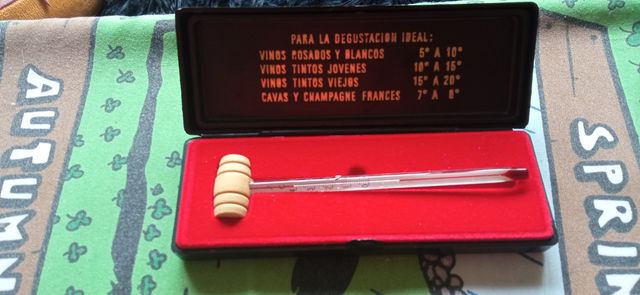 PARA LA DEGUSTACION IDEAL:
VINOS ROSADOS Y BLANCOS 5° A 10°
VINOS TINTOS JOVENES 10° A 15°
VINOS TINTOS VIEJOS 15° A 20°
CAVAS Y CHAMPAGNE FRANCES 7° A 8°
AUTUMN
SPRIN